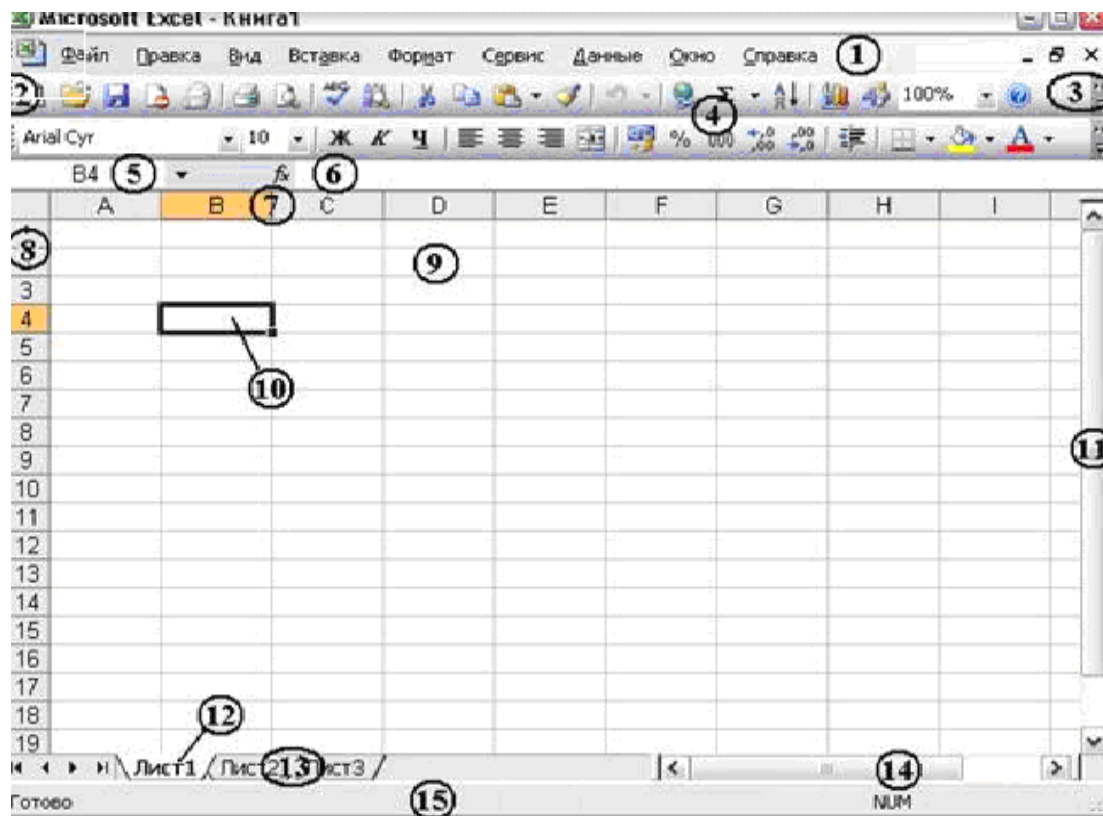 Microsoft Excel - Книга1
Файл Правка Вид Вставка Формат Сервис Данные Окно Справка 1
2 Σ 4 100% 3
Arial Cyr 10 Ж К Ч % 000
B4 5 fx 6
A B 7 C D E F G H I
8 9
3
4
5
6 10
7
8
9 11
10
11
12
13
14
15
16
17
18 12
19
Лист1 Лист2 13 Лист3 14
Готово 15 NUM